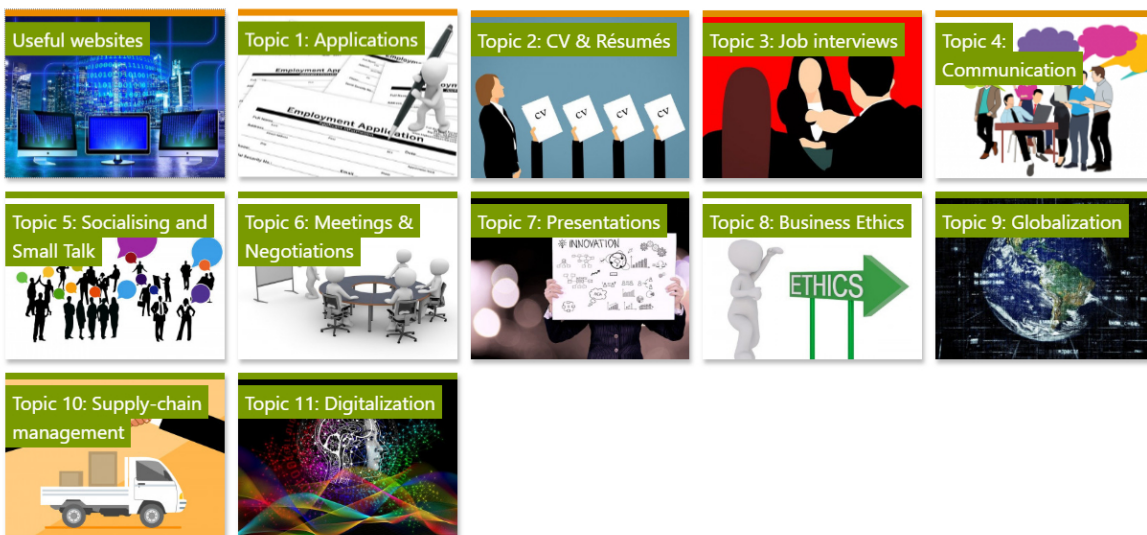 Useful websites
Topic 1: Applications
Employment Application
Employment Application
Topic 2: CV & Résumés
CV
CV
CV
CV
Topic 3: Job interviews
Topic 4:
Communication
Topic 5: Socialising and
Small Talk
Topic 6: Meetings &
Negotiations
Topic 7: Presentations
INNOVATION
Topic 8: Business Ethics
ETHICS
Topic 9: Globalization
Topic 10: Supply-chain
management
Topic 11: Digitalization